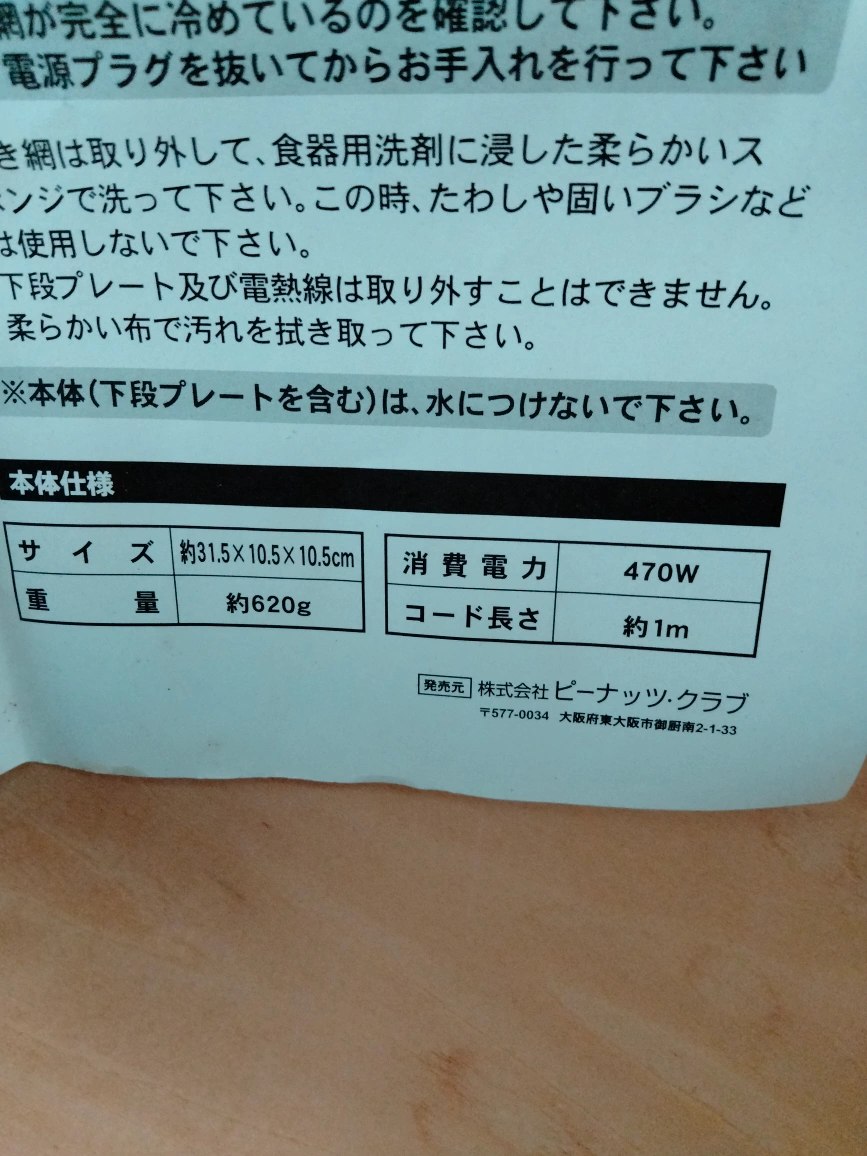 網が完全に冷めているのを確認して下さい。
電源プラグを抜いてからお手入れを行って下さい
き網は取り外して、食器用洗剤に浸した柔らかいス
ンジで洗って下さい。この時、たわしや固いブラシなど
は使用しないで下さい。
下段プレート及び電熱線は取り外すことはできません。
柔らかい布で汚れを拭き取って下さい。
※本体(下段プレートを含む)は、水につけないで下さい。
本体仕様
サイズ 約31.5×10.5×10.5cm
重量 約620g
消費電力 470W
コード長さ 約1m
発売元 株式会社ピーナッツ・クラブ
〒577-0034 大阪府東大阪市御厨南2-1-33